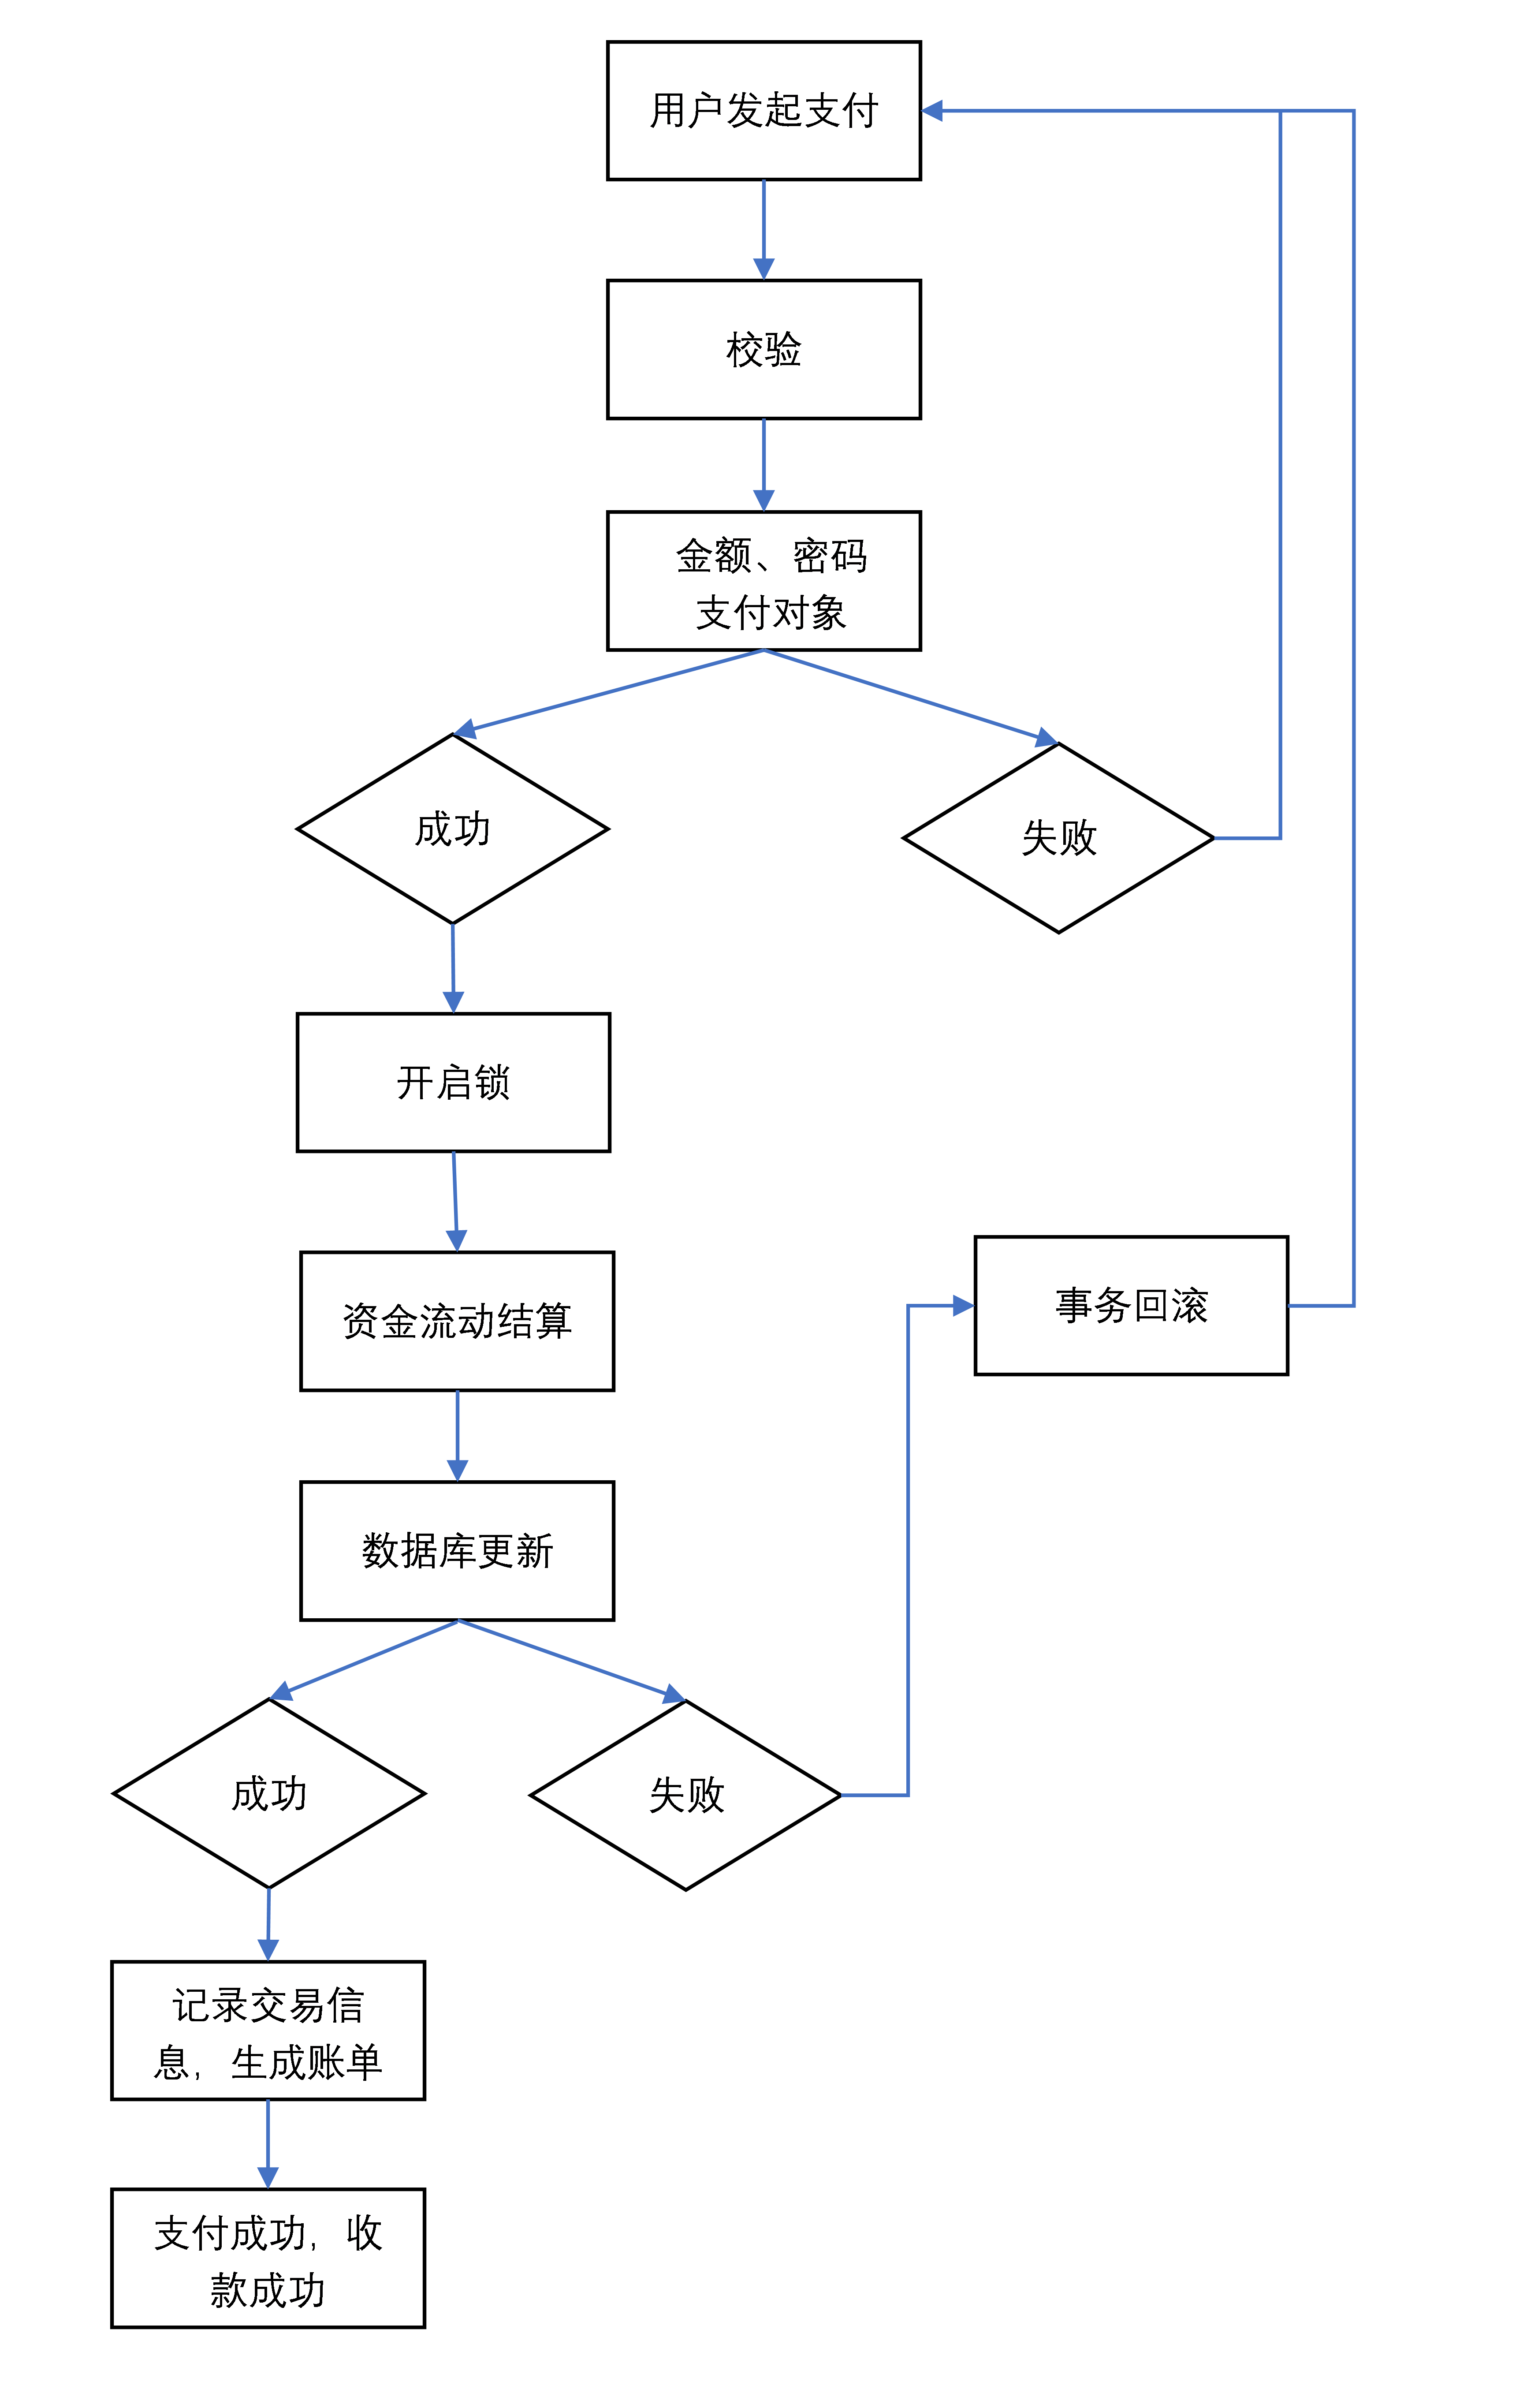 用户发起支付
校验
金额、密码
支付对象
成功
失败
开启锁
资金流动结算
事务回滚
数据库更新
成功
失败
记录交易信
息，生成账单
支付成功，收
款成功